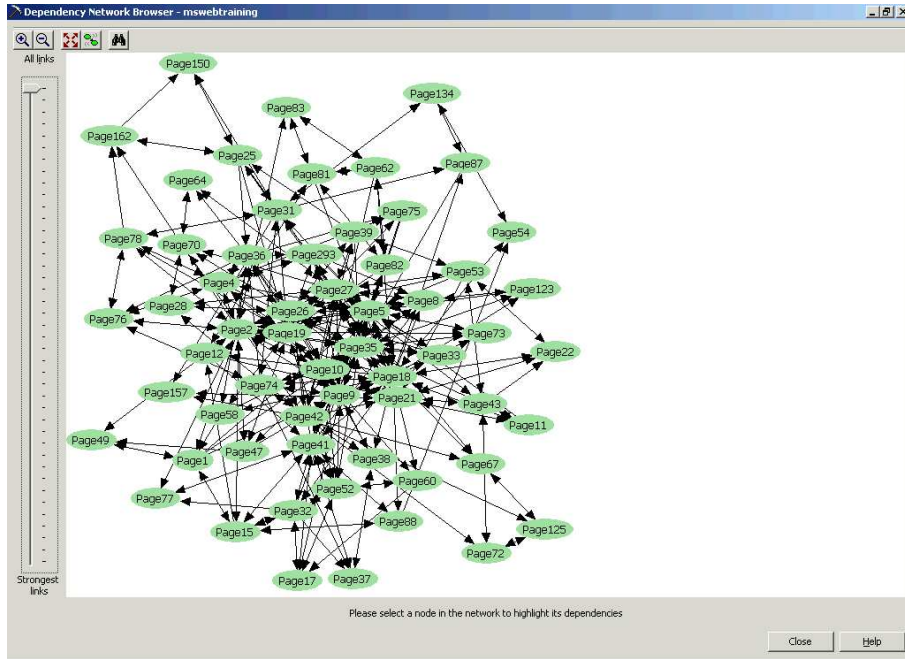 Dependency Network Browser - mswebtraining
All links
Page150
Page134
Page83
Page162
Page25
Page87
Page81
Page62
Page64
Page31
Page75
Page39
Page54
Page78
Page70
Page36
Page293
Page82
Page53
Page4
Page27
Page123
Page8
Page28
Page26
Page5
Page76
Page2
Page19
Page73
Page35
Page33
Page22
Page12
Page10
Page18
Page74
Page157
Page9
Page21
Page43
Page58
Page42
Page11
Page49
Page41
Page47
Page1
Page38
Page67
Page60
Page77
Page52
Page32
Page88
Page15
Page125
Page72
Page17
Page37
Strongest
links
Please select a node in the network to highlight its dependencies
Close
Help